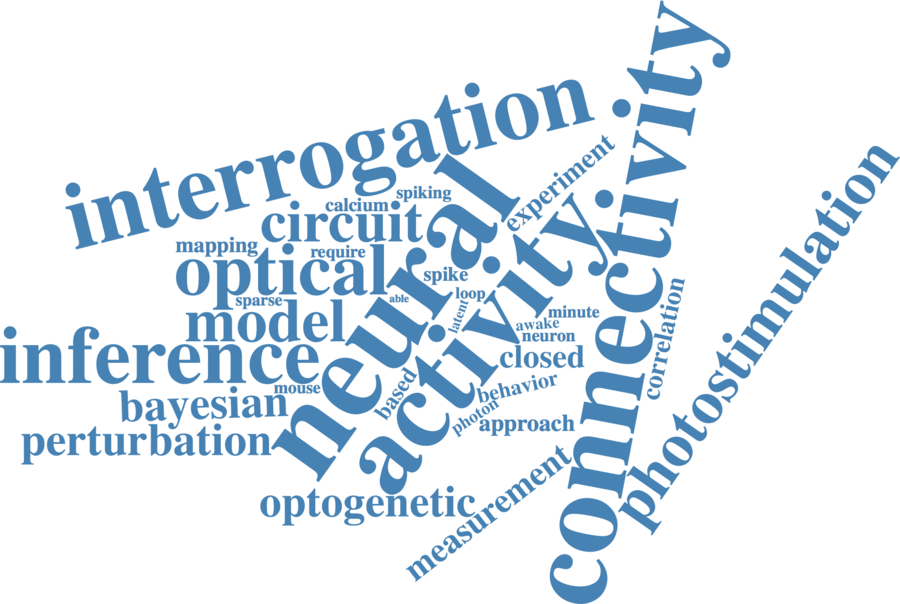 interrogation
connectivity
neural
activity
photostimulation
experiment
spiking
calcium
circuit
mapping
require
optical
spike
sparse
able
loop
latent
model
minute
awake
neuron
correlation
inference
closed
mouse
based
behavior
bayesian
photon
approach
perturbation
optogenetic
measurement